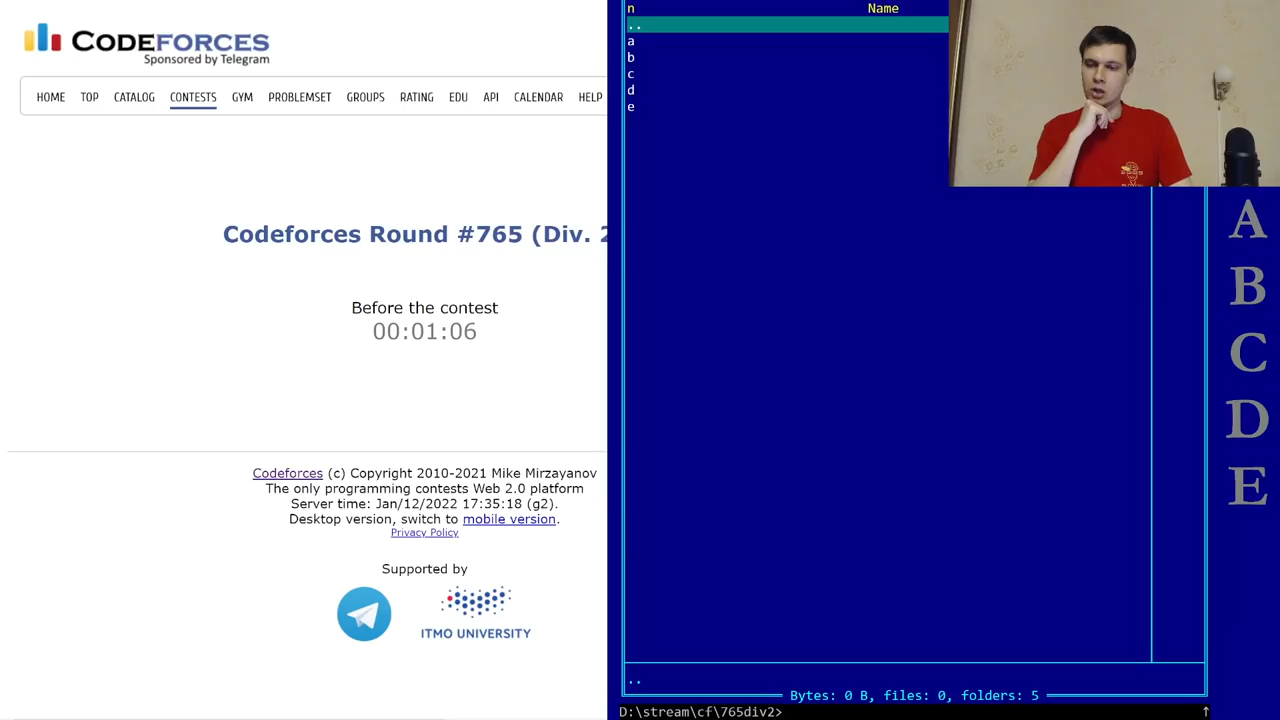 CODEFORCES
Sponsored by Telegram
HOME TOP CATALOG CONTESTS GYM PROBLEMSET GROUPS RATING EDU API CALENDAR HELP
Codeforces Round #765 (Div. 2
Before the contest
00:01:06
Codeforces (c) Copyright 2010-2021 Mike Mirzayanov
The only programming contests Web 2.0 platform
Server time: Jan/12/2022 17:35:18 (g2).
Desktop version, switch to mobile version.
Privacy Policy
Supported by
ITMO UNIVERSITY
n Name
..
a
b
c
d
e
..
Bytes: 0 B, files: 0, folders: 5
D:\stream\cf\765div2> ↑
A
B
C
D
E